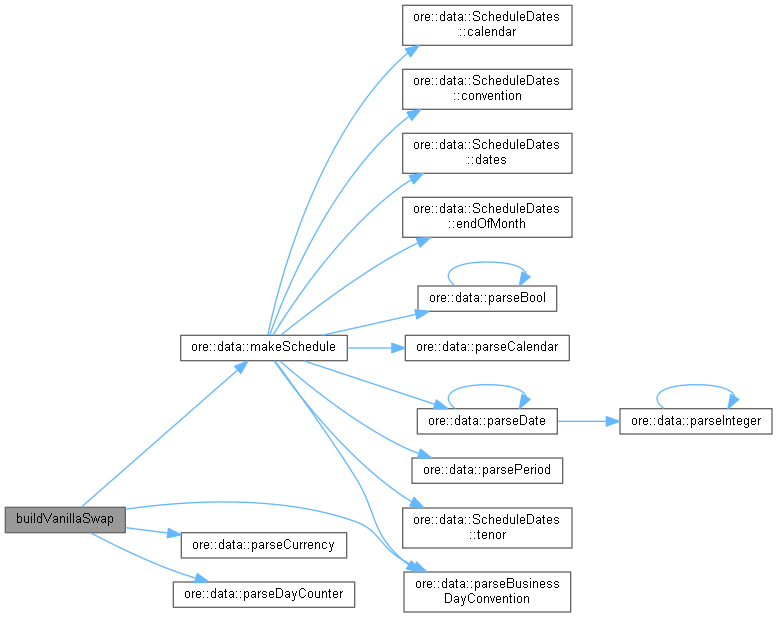 ore::data::ScheduleDates
::calendar
ore::data::ScheduleDates
::convention
ore::data::ScheduleDates
::dates
ore::data::ScheduleDates
::endOfMonth
ore::data::parseBool
ore::data::makeSchedule
ore::data::parseCalendar
ore::data::parseDate
ore::data::parseInteger
ore::data::parsePeriod
buildVanillaSwap
ore::data::ScheduleDates
::tenor
ore::data::parseCurrency
ore::data::parseDayCounter
ore::data::parseBusiness
DayConvention